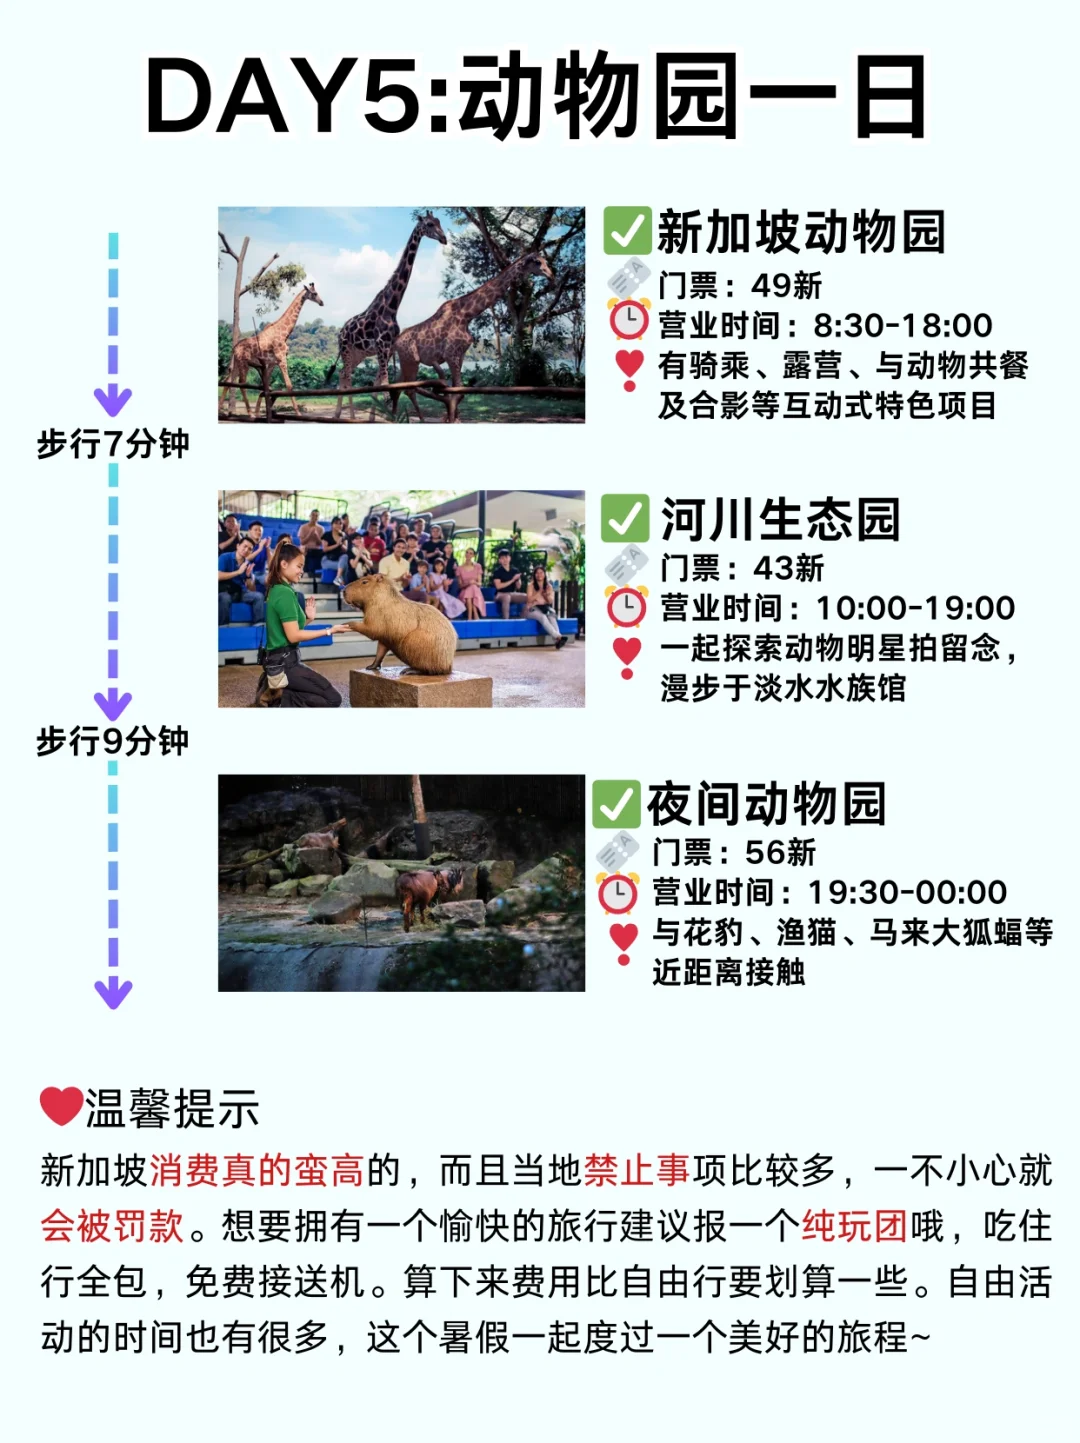 DAY5:动物园一日
新加坡动物园
门票：49新
营业时间：8:30-18:00
有骑乘、露营、与动物共餐
及合影等互动式特色项目
步行7分钟
河川生态园
门票：43新
营业时间：10:00-19:00
一起探索动物明星拍留念，
漫步于淡水水族馆
步行9分钟
夜间动物园
门票：56新
营业时间：19:30-00:00
与花豹、渔猫、马来大狐蝠等
近距离接触
温馨提示
新加坡消费真的蛮高的，而且当地禁止事项比较多，一不小心就
会被罚款。想要拥有一个愉快的旅行建议报一个纯玩团哦，吃住
行全包，免费接送机。算下来费用比自由行要划算一些。自由活
动的时间也有很多，这个暑假一起度过一个美好的旅程~